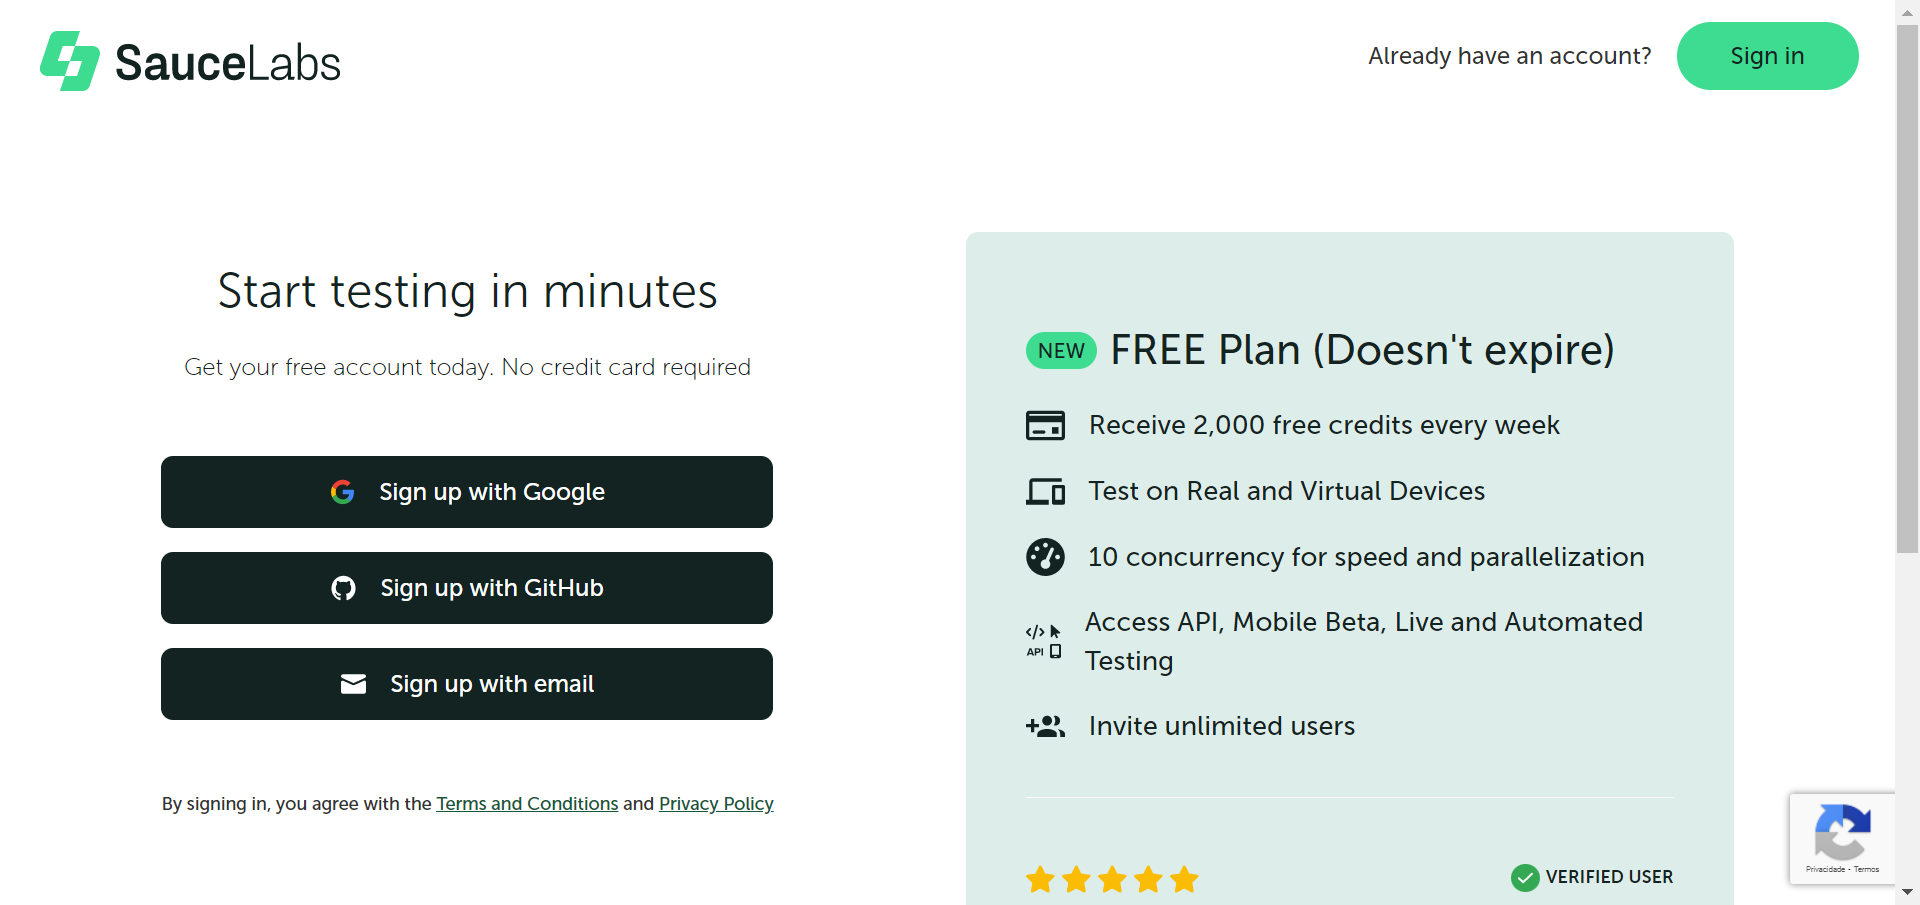 SauceLabs
Already have an account?
Sign in
Start testing in minutes
Get your free account today. No credit card required
Sign up with Google
Sign up with GitHub
Sign up with email
By signing in, you agree with the Terms and Conditions and Privacy Policy
NEW FREE Plan (Doesn't expire)
Receive 2,000 free credits every week
Test on Real and Virtual Devices
10 concurrency for speed and parallelization
</>
API
Access API, Mobile Beta, Live and Automated
Testing
Invite unlimited users
VERIFIED USER
Privacidade - Termos